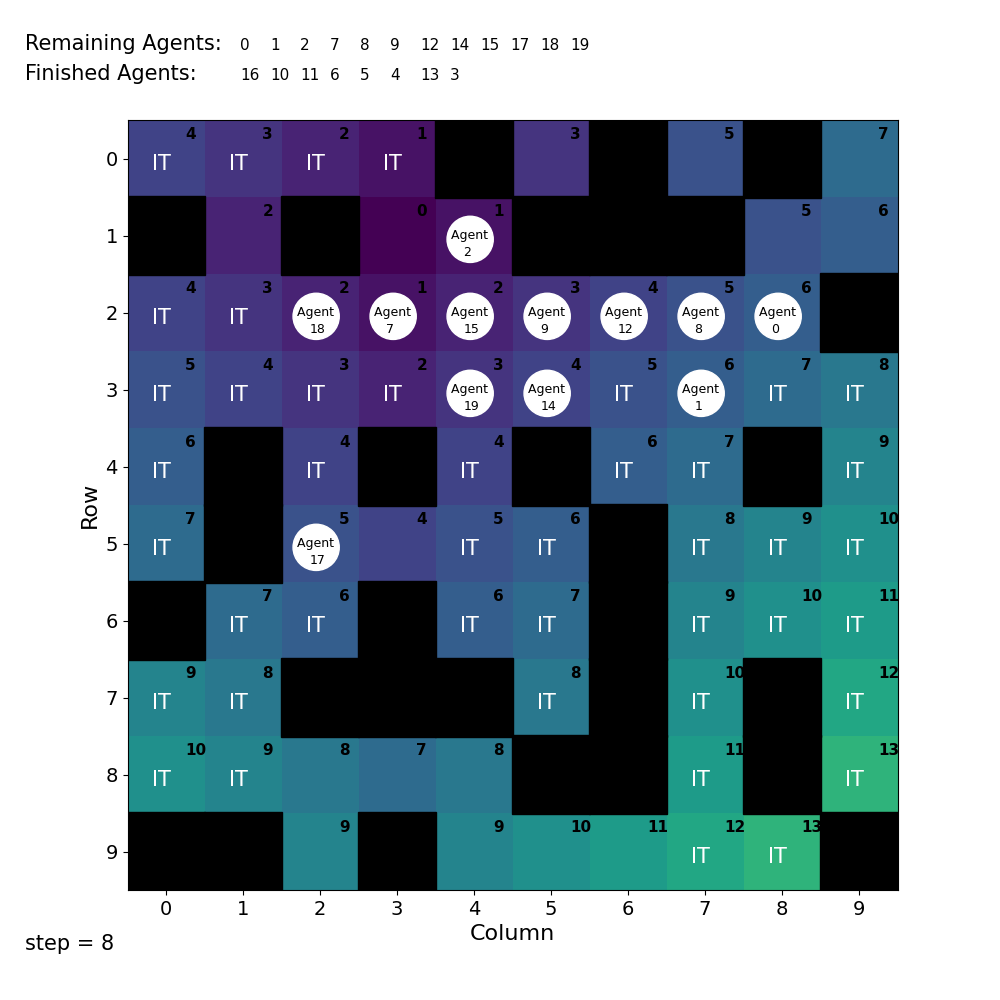 Remaining Agents: 0 1 2 7 8 9 12 14 15 17 18 19
Finished Agents: 16 10 11 6 5 4 13 3
4 3 2 1 3 5 7
0 IT IT IT IT
2 0 1 5 6
1 Agent 2
4 3 2 1 2 3 4 5 6
2 IT IT Agent 18 Agent 7 Agent 15 Agent 9 Agent 12 Agent 8 Agent 0
5 4 3 2 3 4 5 6 7 8
3 IT IT IT IT Agent 19 Agent 14 IT Agent 1 IT IT
6 4 4 6 7 9
4 IT IT IT IT IT IT
7 5 4 5 6 8 9 10
5 IT Agent 17 IT IT IT IT IT
7 6 6 7 9 10 11
6 IT IT IT IT IT IT IT
9 8 8 10 12
7 IT IT IT IT IT
10 9 8 7 8 11 13
8 IT IT IT IT
9 9 10 11 12 13
9 IT IT
0 1 2 3 4 5 6 7 8 9
Row
Column
step = 8